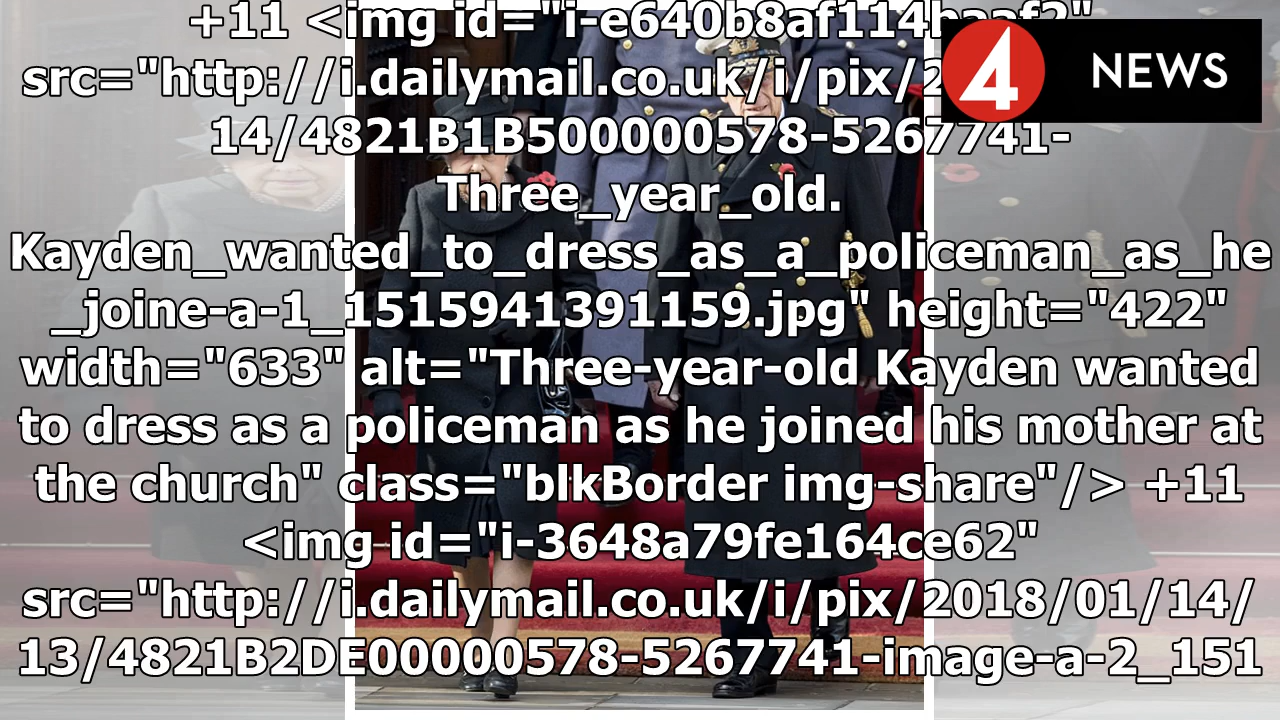 +11 <img id="i-e640b8af114baaf2"
src="http://i.dailymail.co.uk/i/pix/2
4 NEWS
14/4821B1B500000578-5267741-
Three_year_old.
Kayden_wanted_to_dress_as_a_policeman_as_he
_joine-a-1_1515941391159.jpg" height="422"
width="633" alt="Three-year-old Kayden wanted
to dress as a policeman as he joined his mother at
the church" class="blkBorder img-share"/> +11
<img id="i-3648a79fe164ce62"
src="http://i.dailymail.co.uk/i/pix/2018/01/14/
13/4821B2DE00000578-5267741-image-a-2_151